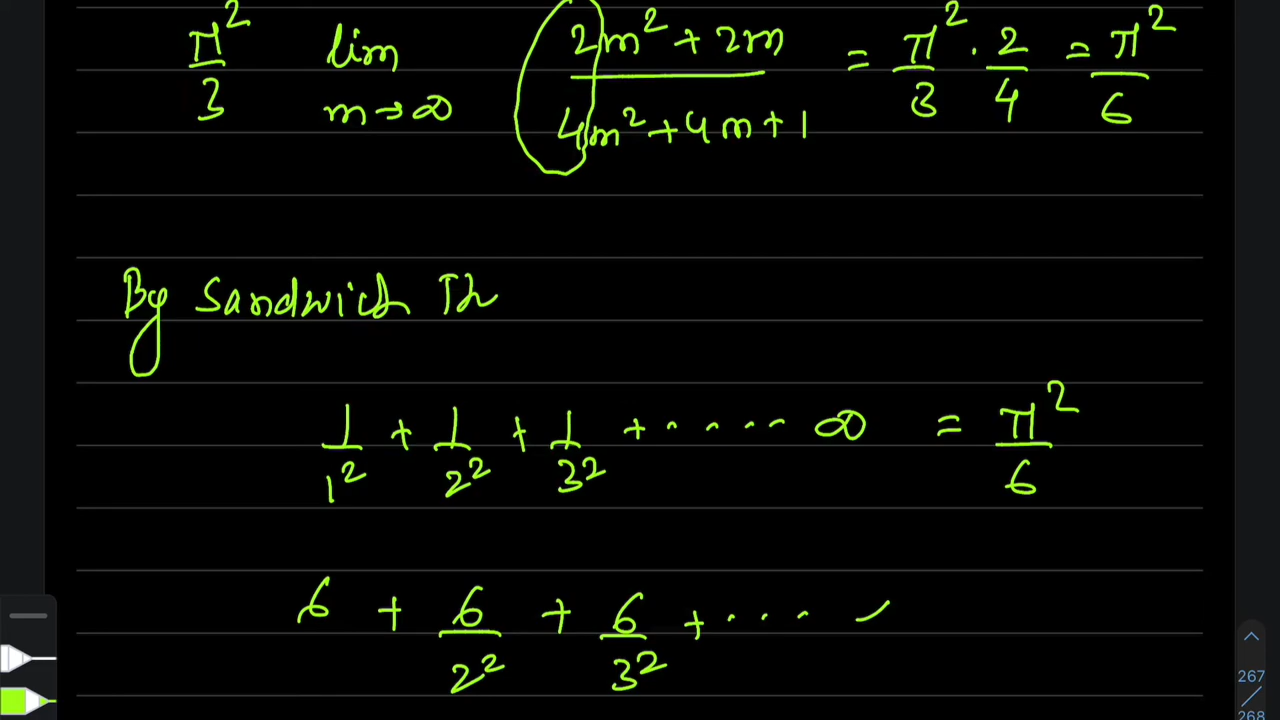 π²/3 lim m→∞ (2m² + 2m)/(4m² + 4m + 1) = π²/3 · 2/4 = π²/6
By Sandwich Th
1/1² + 1/2² + 1/3² + ..... ∞ = π²/6
6 + 6/2² + 6/3² + ...
267/268